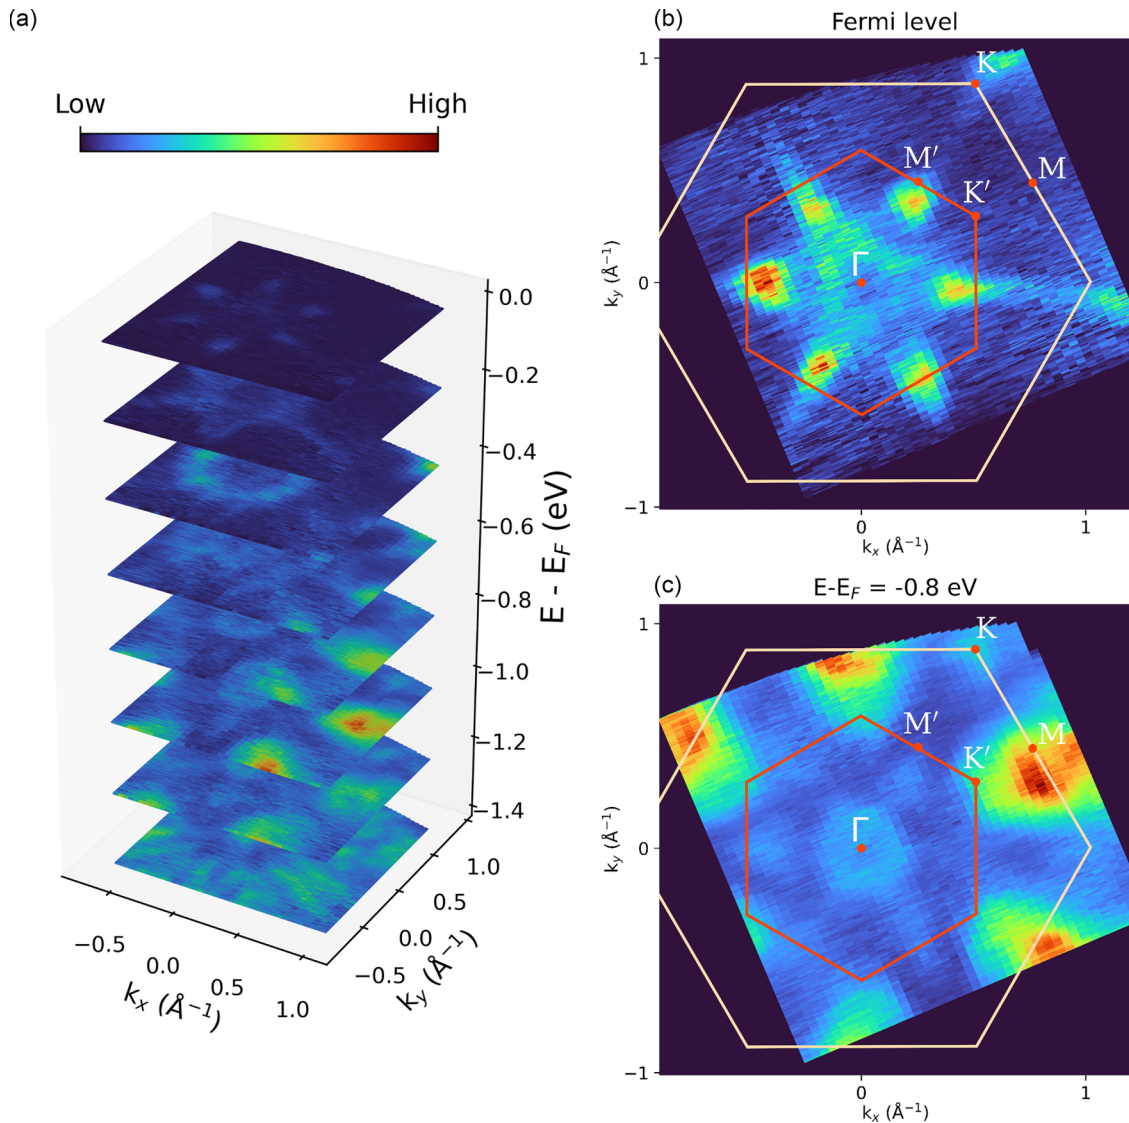 (a)
Low High
0.0
−0.2
−0.4
−0.6
−0.8
−1.0
−1.2
−1.4
E - E_F (eV)
−0.5
0.0
0.5
1.0
k_x (Å⁻¹)
−0.5
0.0
0.5
1.0
k_y (Å⁻¹)
(b) Fermi level
1
0
−1
k_y (Å⁻¹)
K
M′
K′
M
Γ
0 1
k_x (Å⁻¹)
(c) E-E_F = -0.8 eV
1
0
−1
k_y (Å⁻¹)
K
M′
M
K′
Γ
0 1
k_x (Å⁻¹)